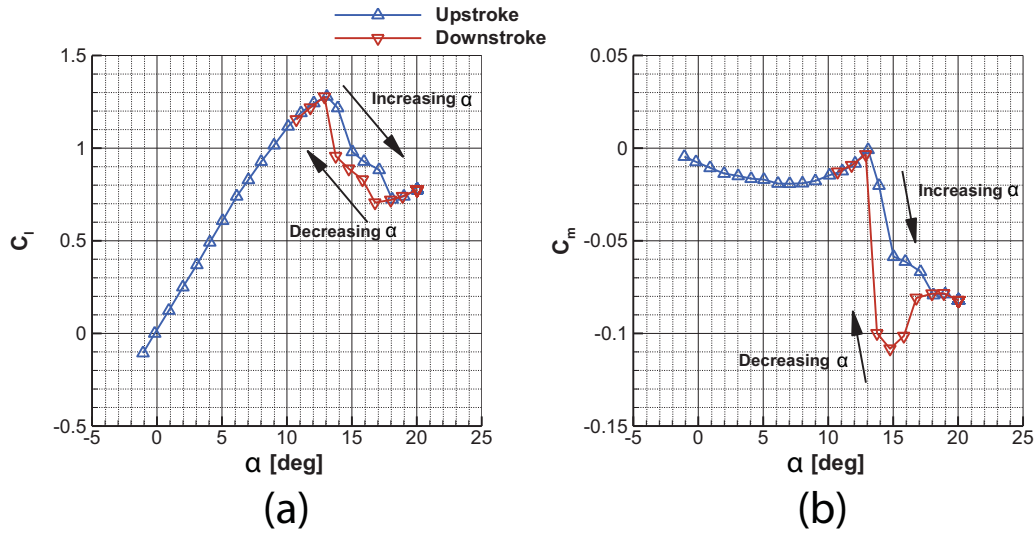 Upstroke
Downstroke
1.5
1
0.5
0
-0.5
-5
0
5
10
15
20
25
C_l
α [deg]
Increasing α
Decreasing α
(a)
0.05
0
-0.05
-0.1
-0.15
-5
0
5
10
15
20
25
C_m
α [deg]
Increasing α
Decreasing α
(b)